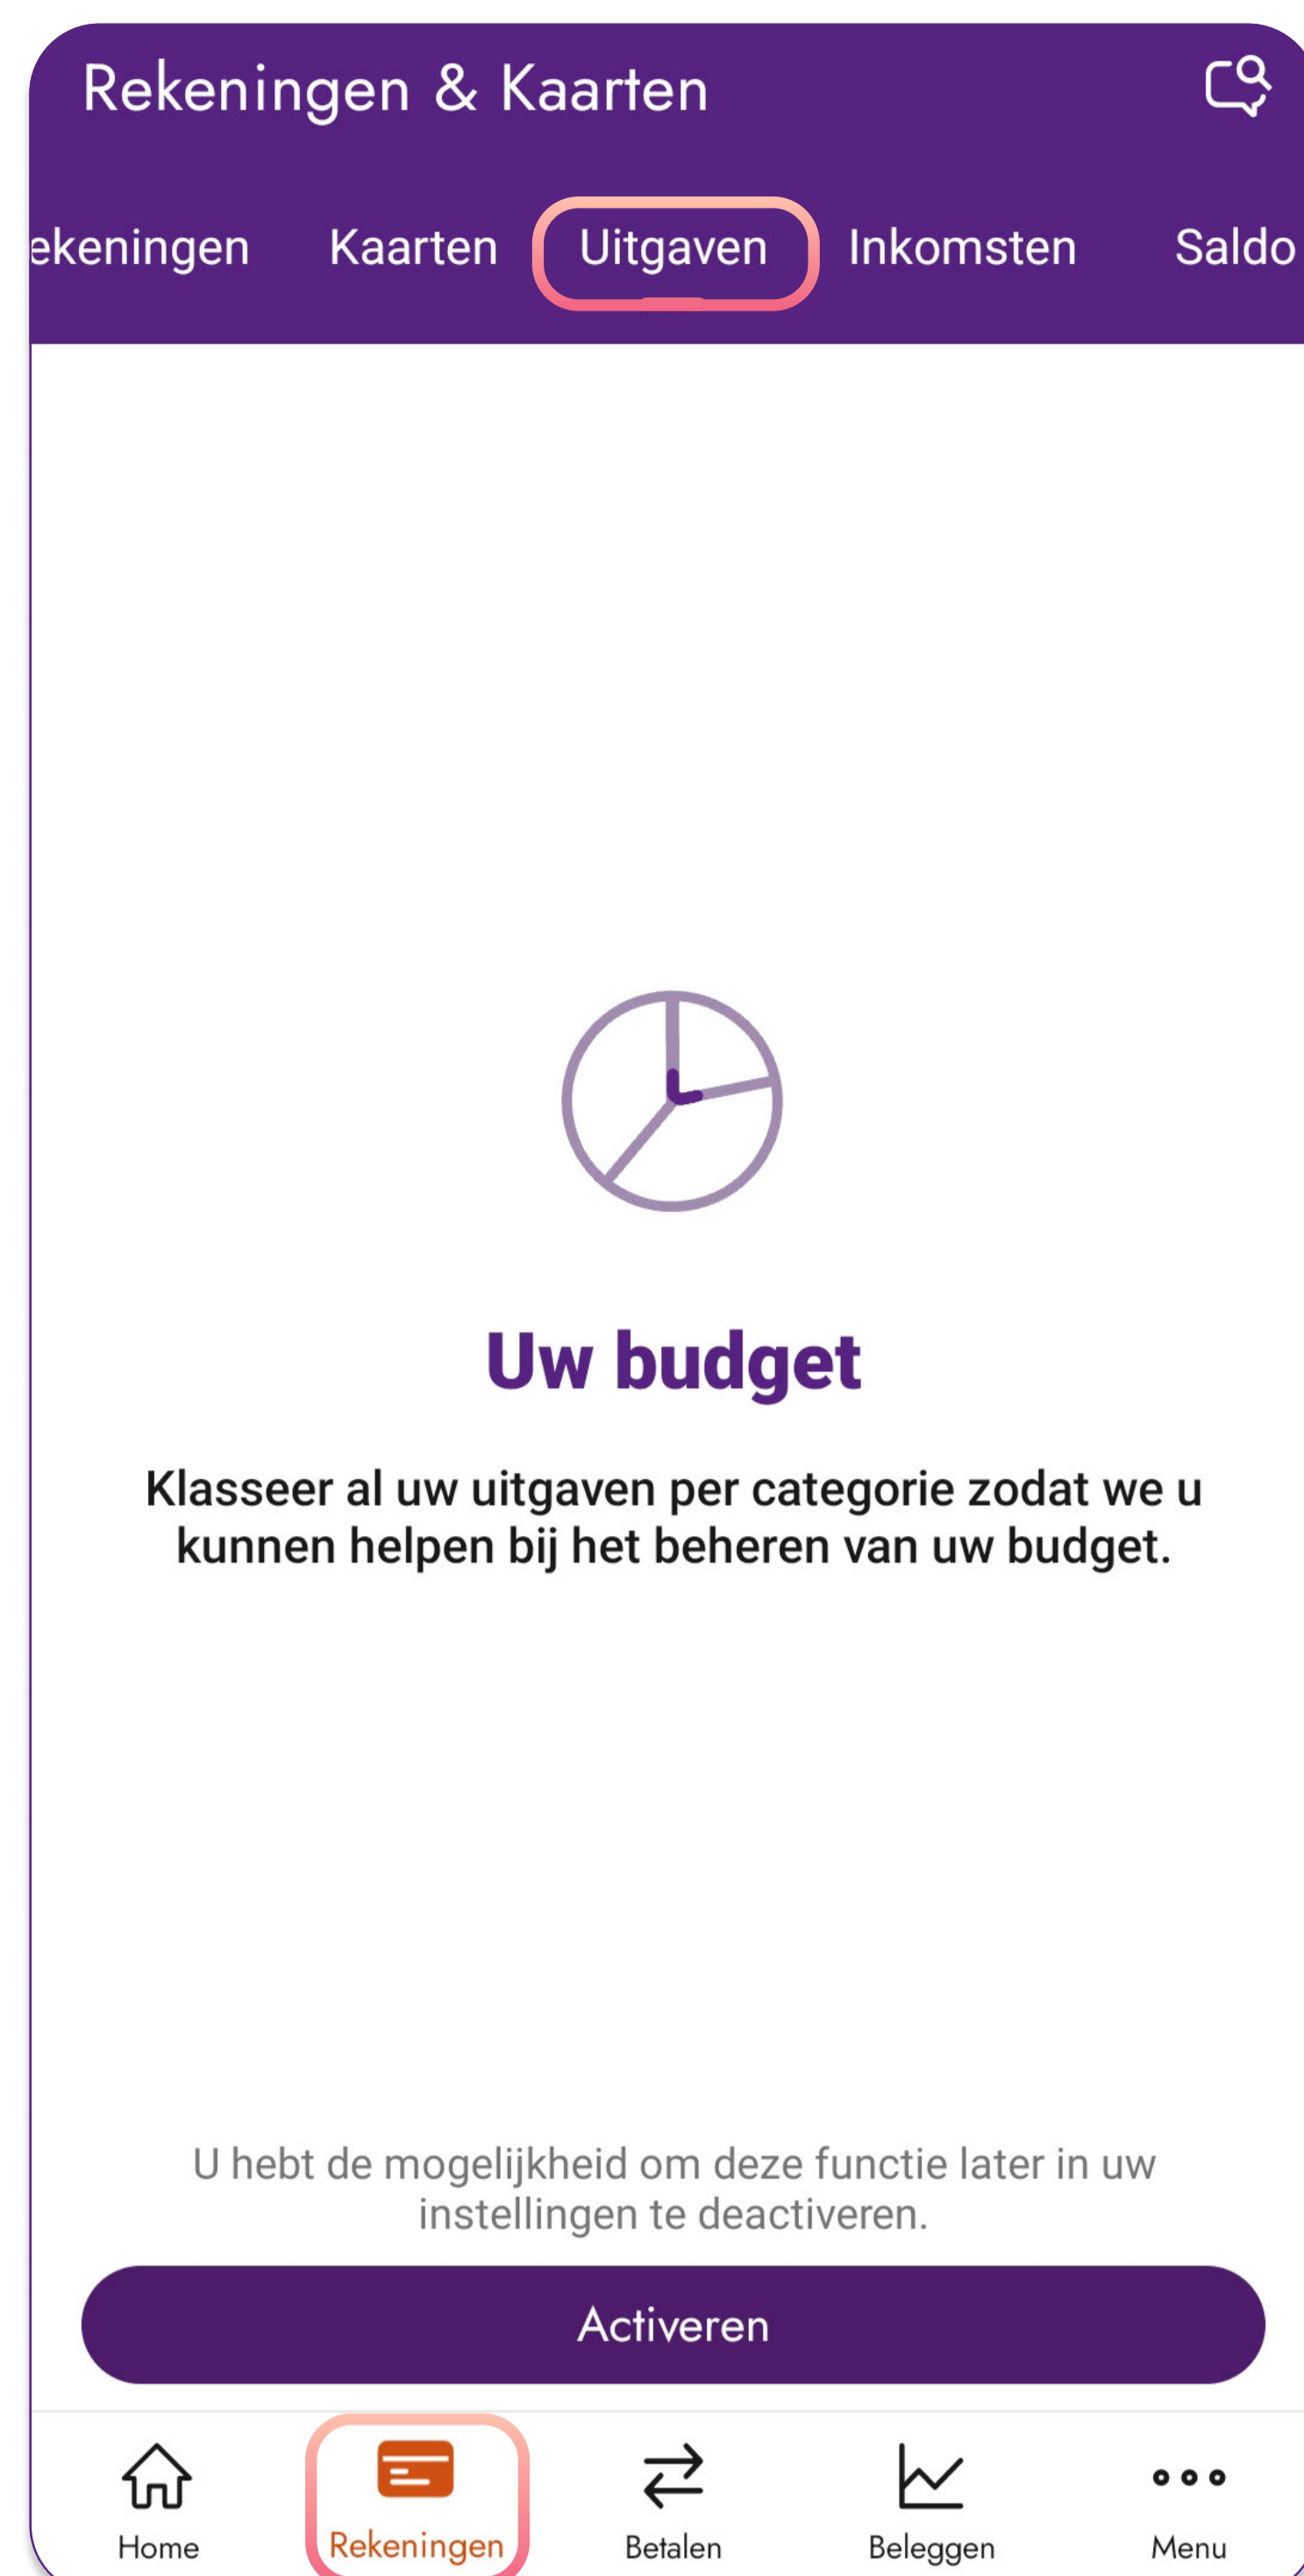 Rekeningen & Kaarten
ekeningen Kaarten Uitgaven Inkomsten Saldo
Uw budget
Klasseer al uw uitgaven per categorie zodat we u
kunnen helpen bij het beheren van uw budget.
U hebt de mogelijkheid om deze functie later in uw
instellingen te deactiveren.
Activeren
Home Rekeningen Betalen Beleggen Menu